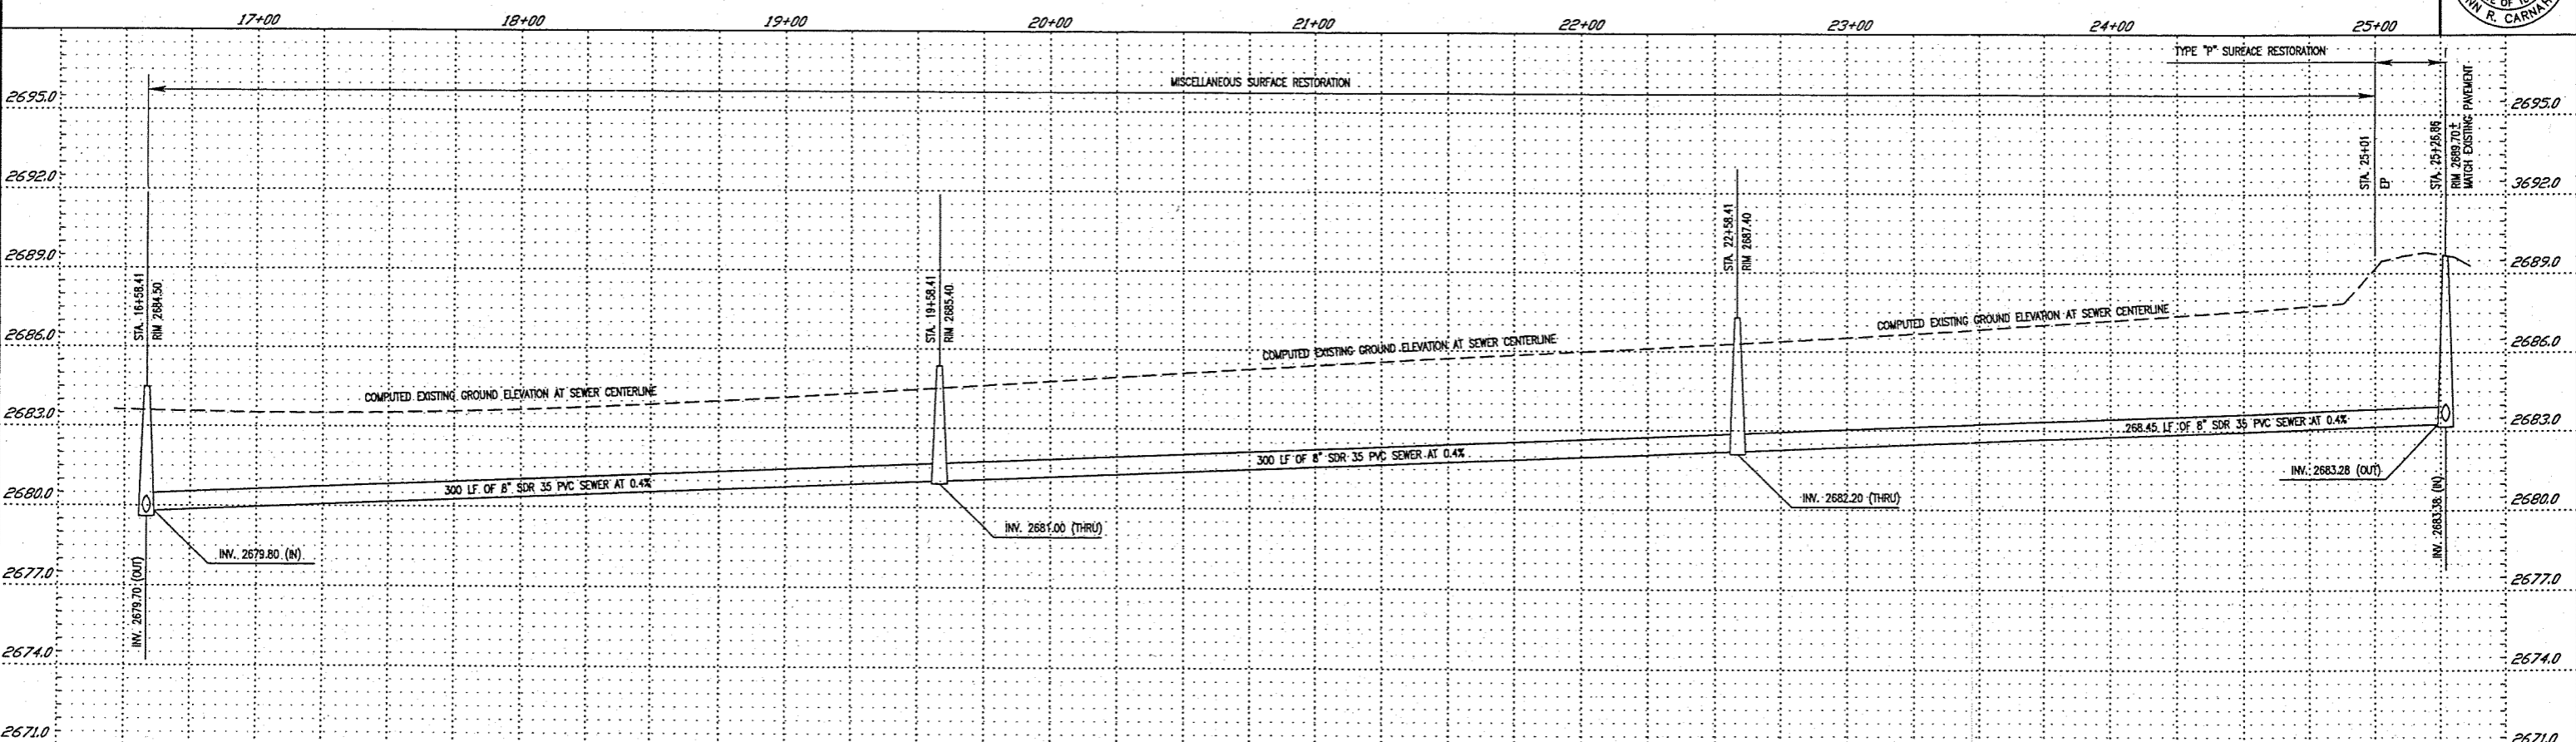 17+00 18+00 19+00 20+00 21+00 22+00 23+00 24+00 25+00
NN R. CARNAH
TYPE "P" SURFACE RESTORATION
MISCELLANEOUS SURFACE RESTORATION
2695.0
2692.0
2689.0
2686.0
2683.0
2680.0
2677.0
2674.0
2671.0
STA. 16+58.41
RIM 2684.50
INV. 2679.70 (OUT)
INV. 2679.80 (IN)
COMPUTED EXISTING GROUND ELEVATION AT SEWER CENTERLINE
300 LF OF 8" SDR 35 PVC SEWER AT 0.4%
STA. 19+58.41
RIM 2685.40
INV. 2681.00 (THRU)
COMPUTED EXISTING GROUND ELEVATION AT SEWER CENTERLINE
300 LF OF 8" SDR 35 PVC SEWER AT 0.4%
STA. 22+58.41
RIM 2687.40
INV. 2682.20 (THRU)
COMPUTED EXISTING GROUND ELEVATION AT SEWER CENTERLINE
268.45 LF OF 8" SDR 35 PVC SEWER AT 0.4%
INV. 2683.28 (OUT)
STA. 25+01
EP
STA. 25+26.86
RIM 2689.70±
MATCH EXISTING PAVEMENT
INV. 2683.38 (IN)
2695.0
3692.0
2689.0
2686.0
2683.0
2680.0
2677.0
2674.0
2671.0